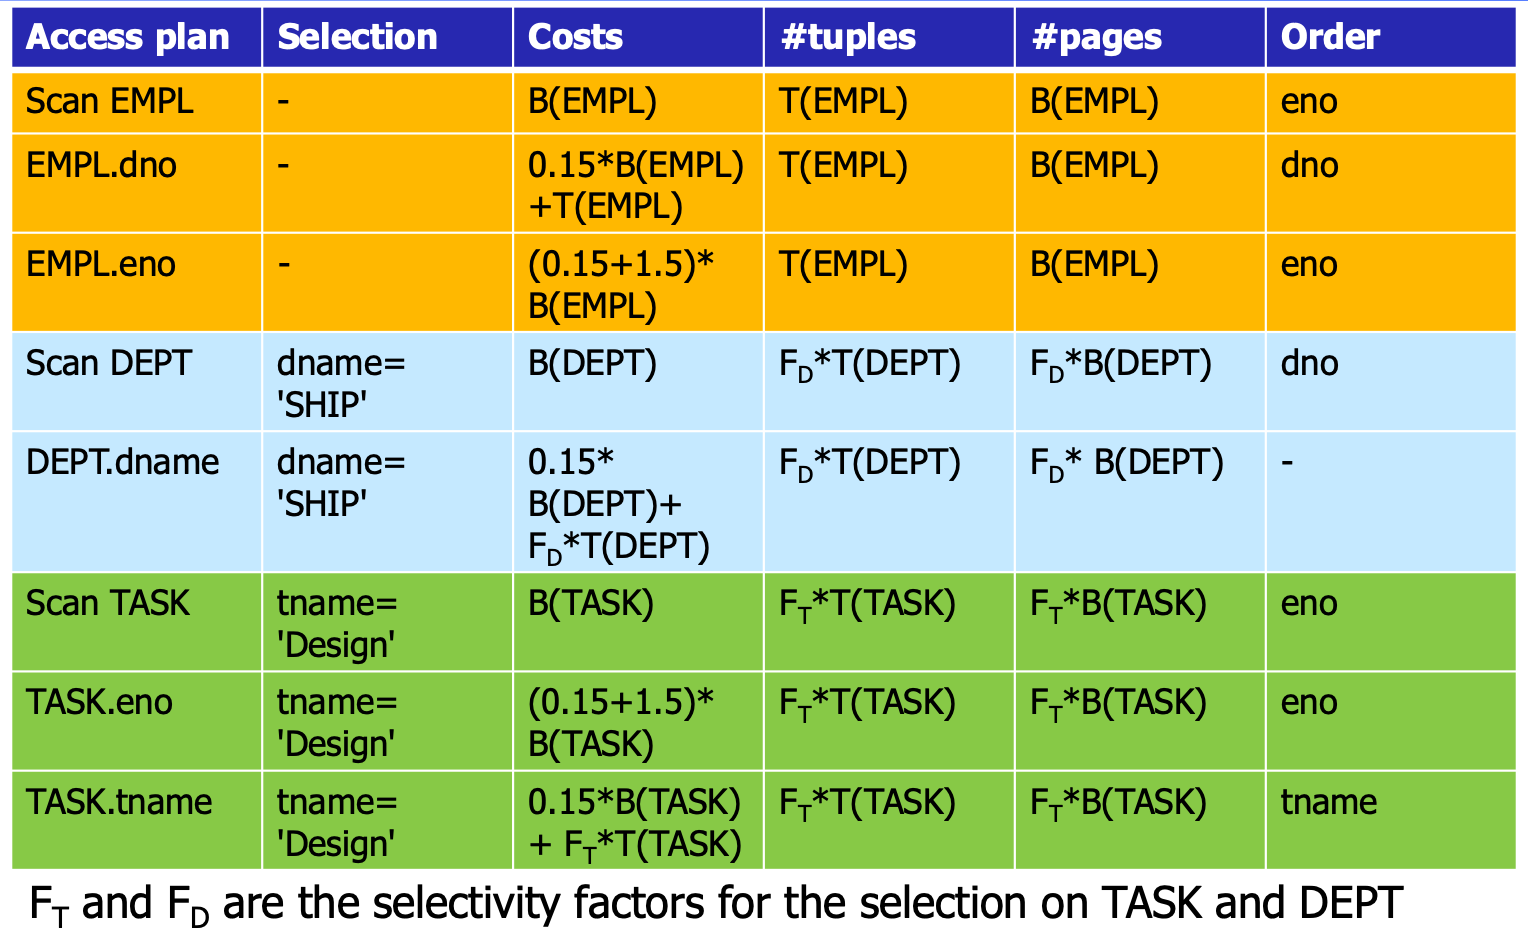 Access plan Selection Costs #tuples #pages Order
Scan EMPL - B(EMPL) T(EMPL) B(EMPL) eno
EMPL.dno - 0.15*B(EMPL) T(EMPL) B(EMPL) dno
+T(EMPL)
EMPL.eno - (0.15+1.5)* T(EMPL) B(EMPL) eno
B(EMPL)
Scan DEPT dname= B(DEPT) F_D*T(DEPT) F_D*B(DEPT) dno
'SHIP'
DEPT.dname dname= 0.15* F_D*T(DEPT) F_D* B(DEPT) -
'SHIP' B(DEPT)+
F_D*T(DEPT)
Scan TASK tname= B(TASK) F_T*T(TASK) F_T*B(TASK) eno
'Design'
TASK.eno tname= (0.15+1.5)* F_T*T(TASK) F_T*B(TASK) eno
'Design' B(TASK)
TASK.tname tname= 0.15*B(TASK) F_T*T(TASK) F_T*B(TASK) tname
'Design' + F_T*T(TASK)
F_T and F_D are the selectivity factors for the selection on TASK and DEPT